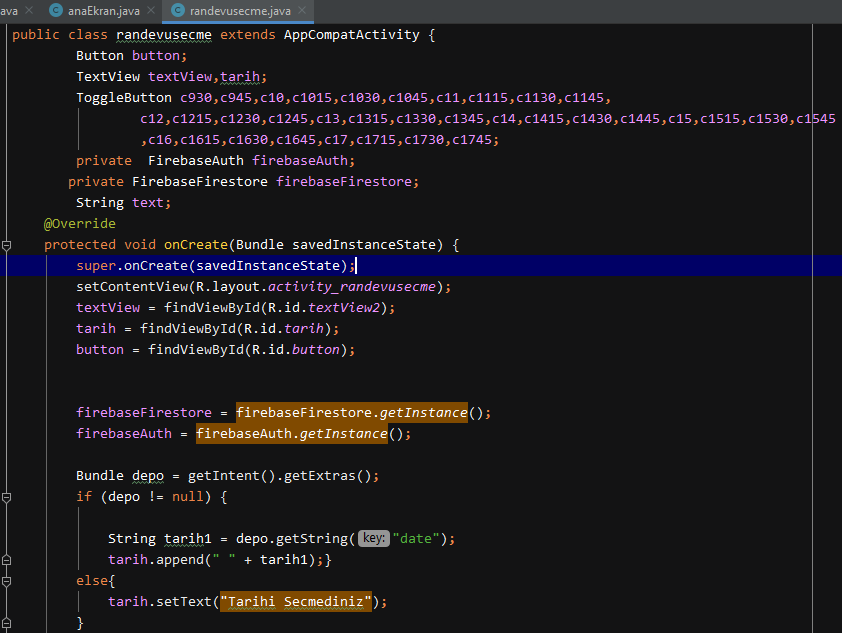 ava
anaEkran.java
randevusecme.java
public class randevusecme extends AppCompatActivity {
Button button;
TextView textView,tarih;
ToggleButton c930,c945,c10,c1015,c1030,c1045,c11,c1115,c1130,c1145,
c12,c1215,c1230,c1245,c13,c1315,c1330,c1345,c14,c1415,c1430,c1445,c15,c1515,c1530,c1545
,c16,c1615,c1630,c1645,c17,c1715,c1730,c1745;
private  FirebaseAuth firebaseAuth;
private FirebaseFirestore firebaseFirestore;
String text;
@Override
protected void onCreate(Bundle savedInstanceState) {
super.onCreate(savedInstanceState);
setContentView(R.layout.activity_randevusecme);
textView = findViewById(R.id.textView2);
tarih = findViewById(R.id.tarih);
button = findViewById(R.id.button);
firebaseFirestore = firebaseFirestore.getInstance();
firebaseAuth = firebaseAuth.getInstance();
Bundle depo = getIntent().getExtras();
if (depo != null) {
String tarih1 = depo.getString( key: "date");
tarih.append(" " + tarih1);}
else{
tarih.setText("Tarihi Secmediniz");
}